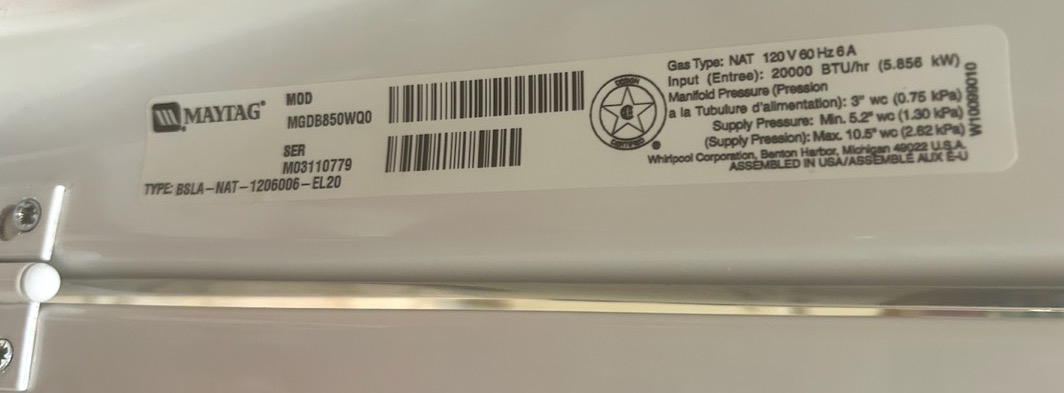 MAYTAG®
MOD
MGDB850WQ0
SER
M03110779
TYPE: BSLA-NAT-1206006-EL20
DESIGN
CERTIFIED
Gas Type: NAT 120 V 60 Hz 6 A
Input (Entree): 20000 BTU/hr (5.856 kW)
Manifold Pressure (Pression
a la Tubulure d'alimentation): 3" wc (0.75 kPa)
Supply Pressure: Min. 5.2" wc (1.30 kPa)
(Supply Pression): Max. 10.5" wc (2.62 kPa)
Whirlpool Corporation, Benton Harbor, Michigan 49022 U.S.A.
ASSEMBLED IN USA/ASSEMBLE AUX E-U